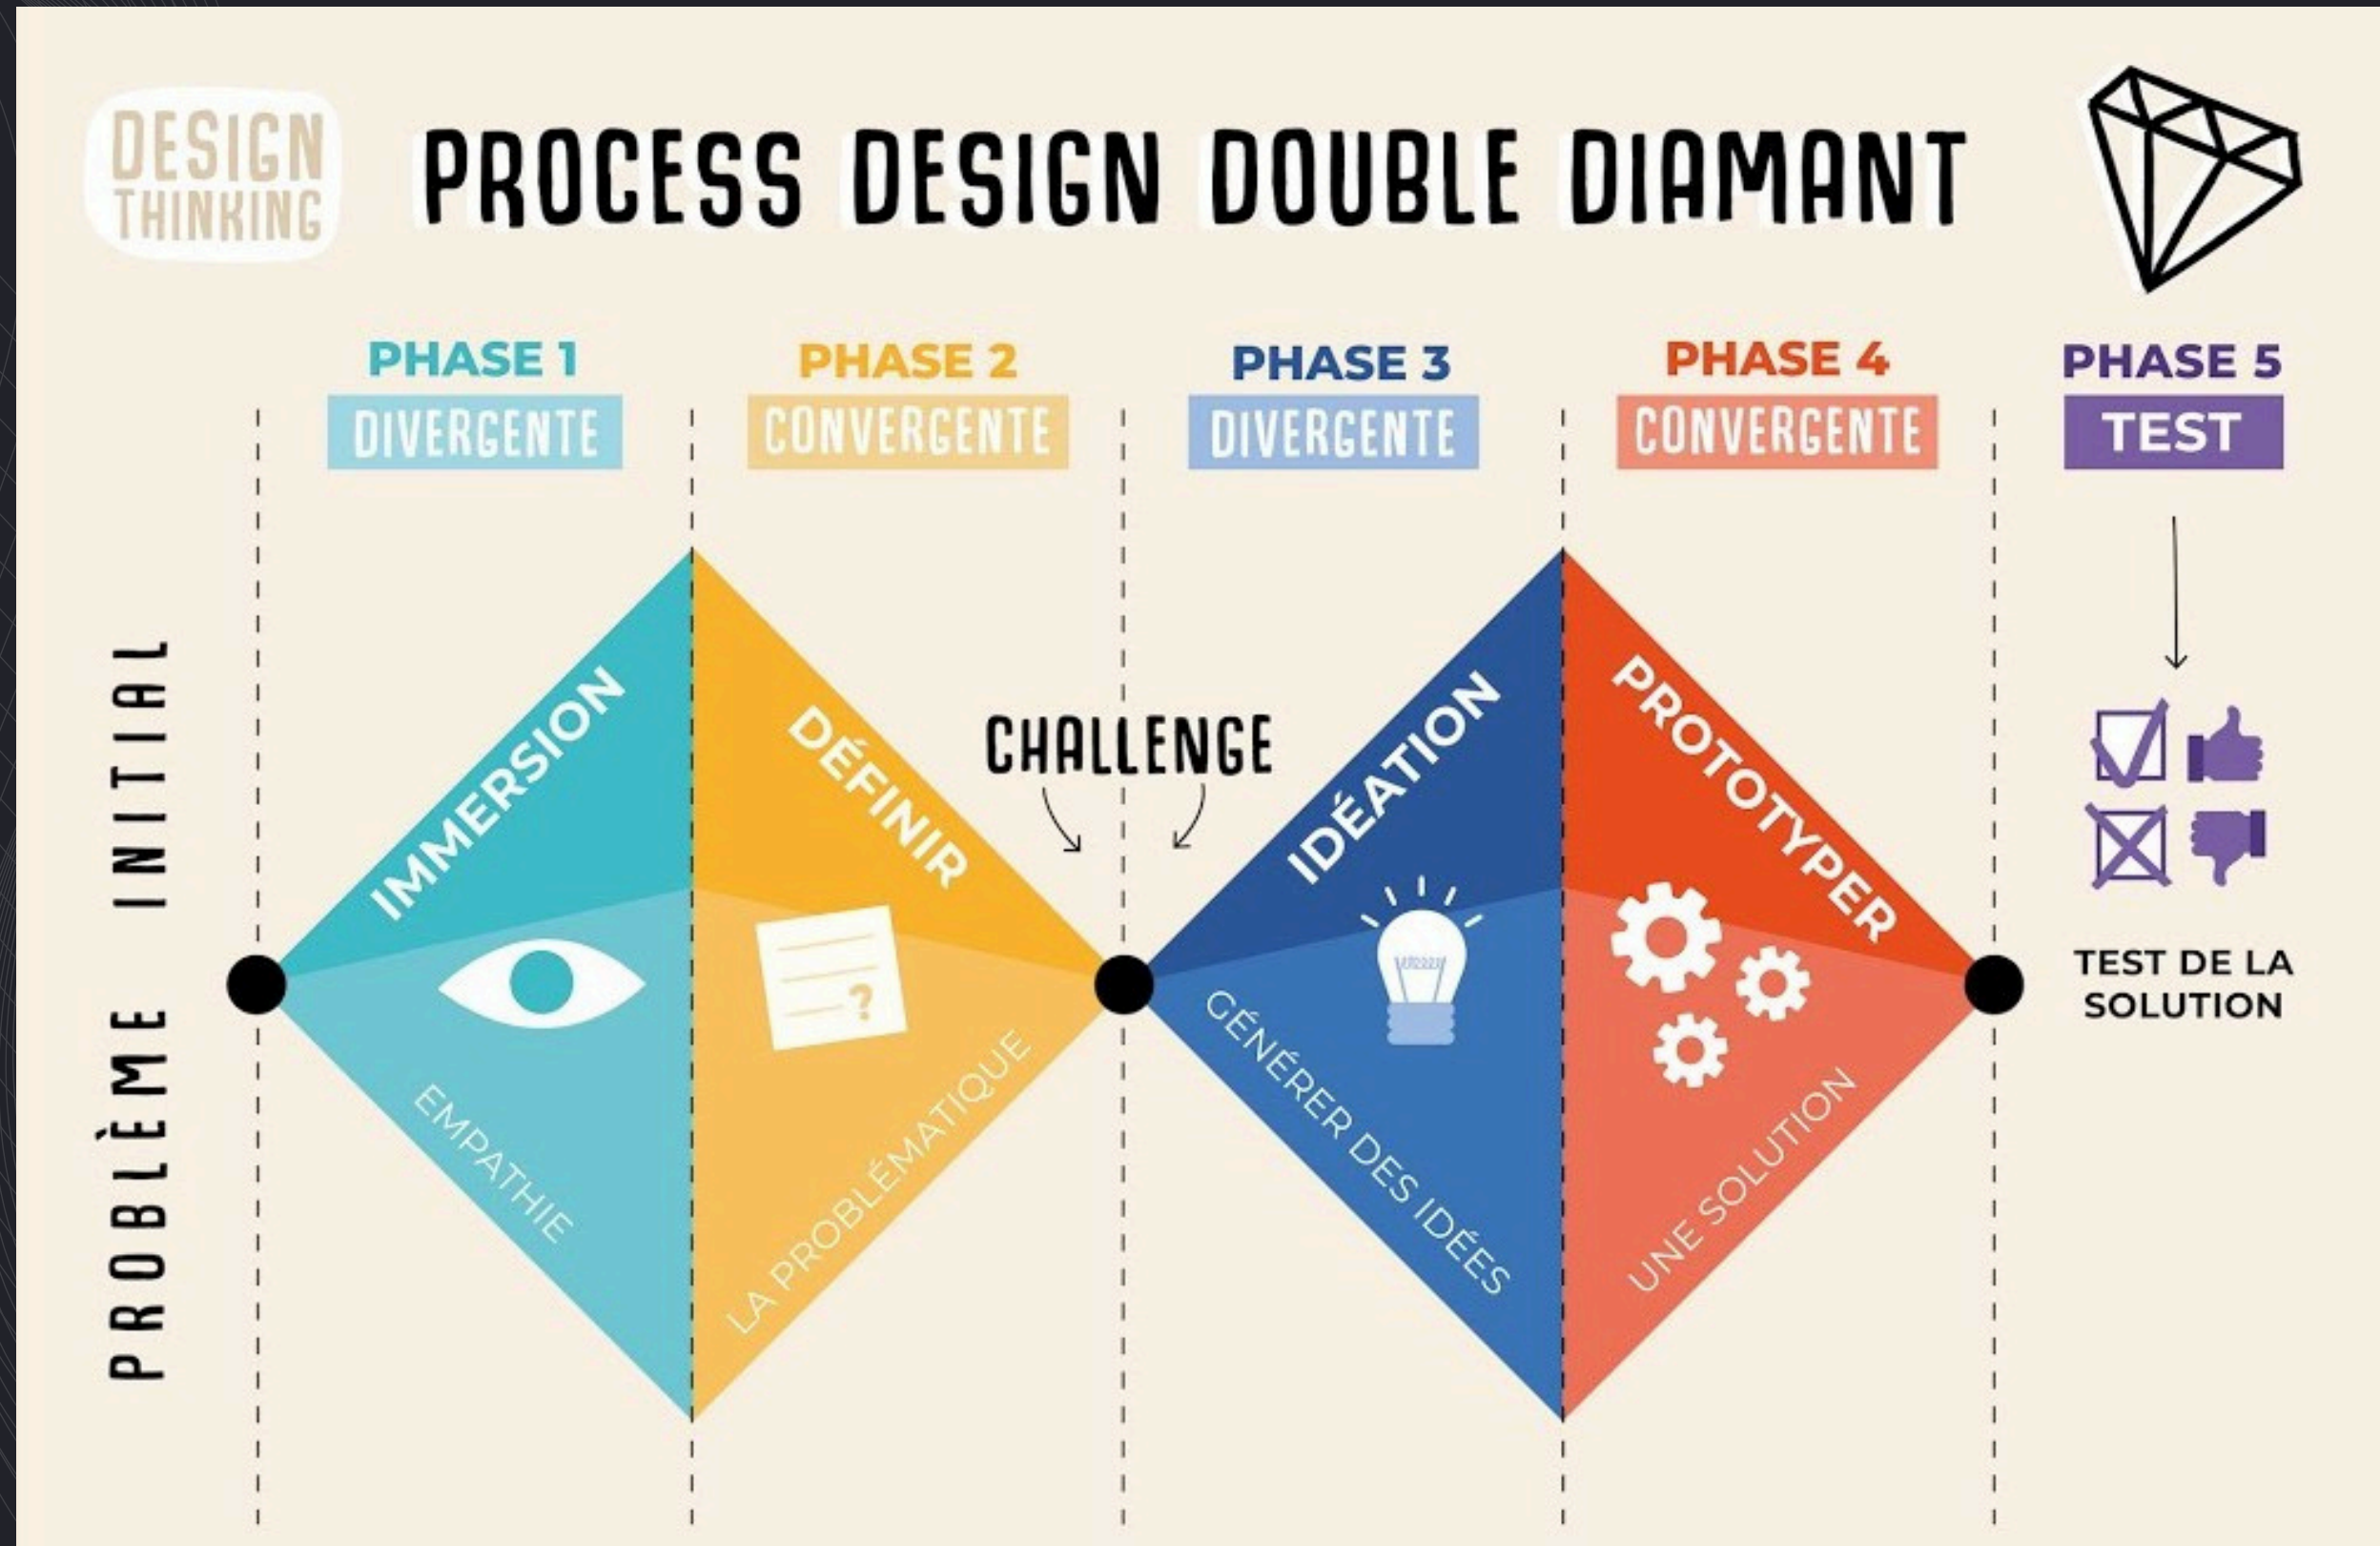 DESIGN
THINKING
PROCESS DESIGN DOUBLE DIAMANT
PHASE 1
DIVERGENTE
PHASE 2
CONVERGENTE
PHASE 3
DIVERGENTE
PHASE 4
CONVERGENTE
PHASE 5
TEST
PROBLÈME INITIAL
IMMERSION
EMPATHIE
DÉFINIR
?
LA PROBLÉMATIQUE
CHALLENGE
IDÉATION
GÉNÉRER DES IDÉES
PROTOTYPER
UNE SOLUTION
TEST DE LA
SOLUTION